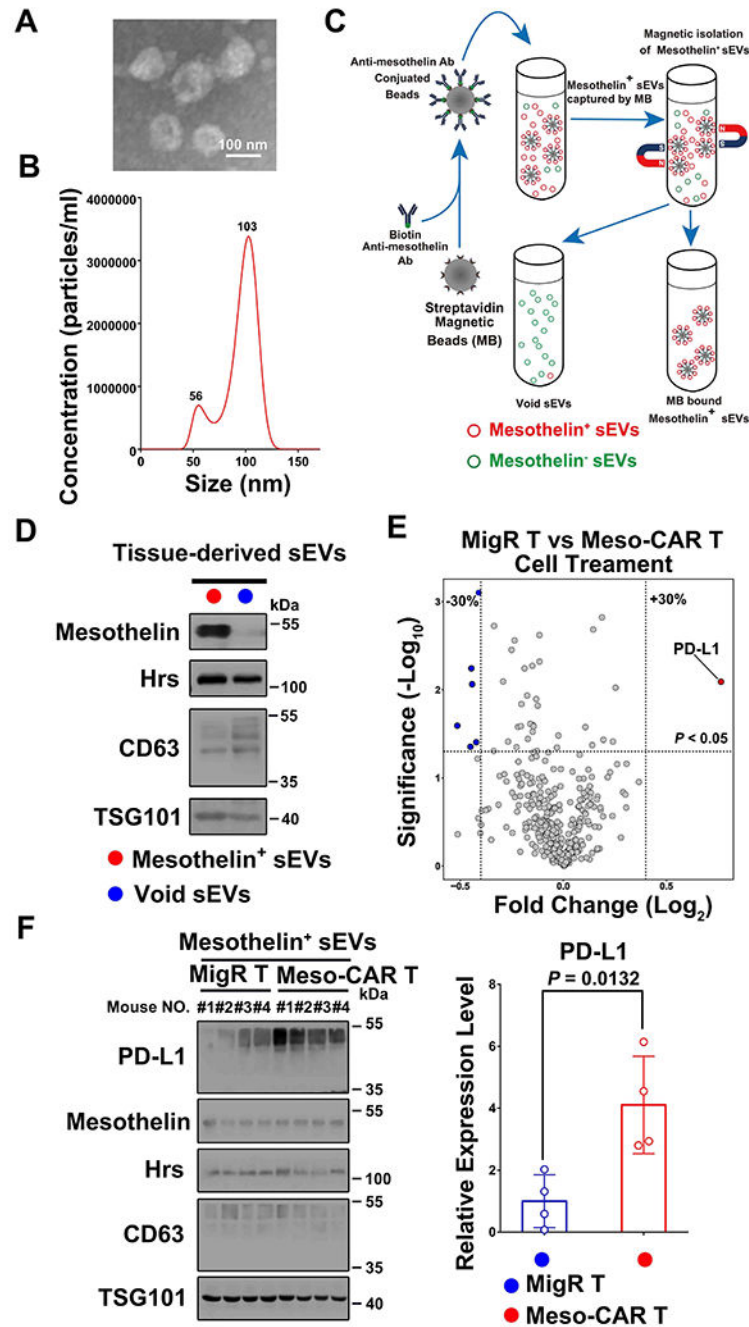 A
100 nm
B
Concentration (particles/ml)
4000000
3000000
2000000
1000000
0
56
103
0
50
100
150
Size (nm)
C
Anti-mesothelin Ab
Conjuated
Beads
Biotin
Anti-mesothelin
Ab
Streptavidin
Magnetic
Beads (MB)
Mesothelin+ sEVs
captured by MB
Magnetic isolation
of Mesothelin+ sEVs
N
S
S
N
Void sEVs
MB bound
Mesothelin+ sEVs
Mesothelin+ sEVs
Mesothelin- sEVs
D
Tissue-derived sEVs
kDa
Mesothelin
55
Hrs
100
CD63
55
35
TSG101
40
Mesothelin+ sEVs
Void sEVs
E
MigR T vs Meso-CAR T
Cell Treament
Significance (-Log10)
3
2
1
0
-30%
+30%
PD-L1
P < 0.05
-0.5
0.0
0.5
Fold Change (Log2)
F
Mesothelin+ sEVs
MigR T Meso-CAR T
kDa
Mouse NO. #1#2#3#4 #1#2#3#4
PD-L1
55
35
Mesothelin
55
Hrs
100
CD63
55
35
TSG101
40
PD-L1
P = 0.0132
Relative Expression Level
8
6
4
2
0
MigR T
Meso-CAR T